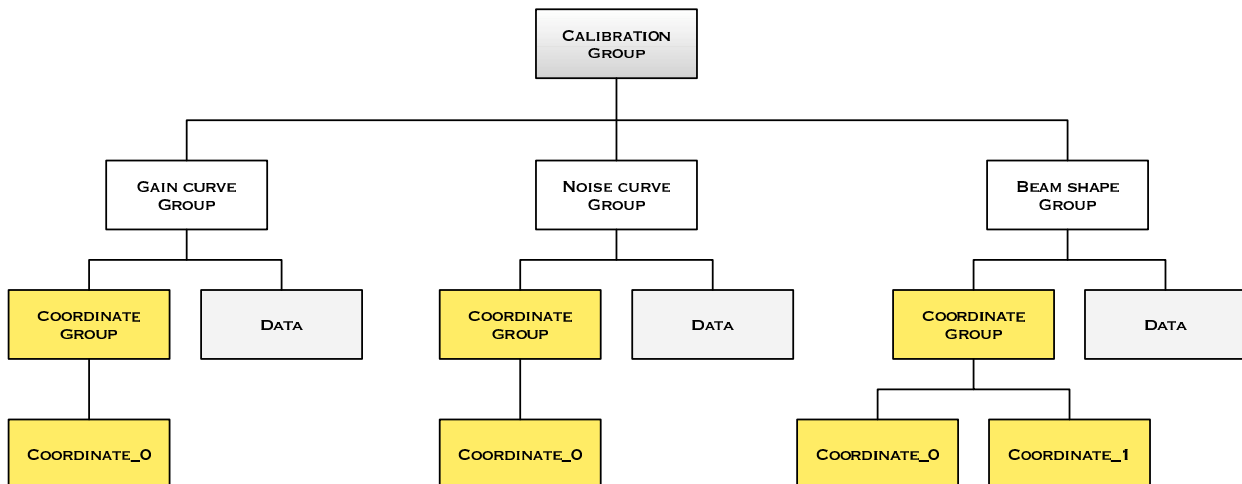 Calibration
Group
Gain curve
Group
Noise curve
Group
Beam shape
Group
Coordinate
Group
Data
Coordinate
Group
Data
Coordinate
Group
Data
Coordinate_0
Coordinate_0
Coordinate_0
Coordinate_1